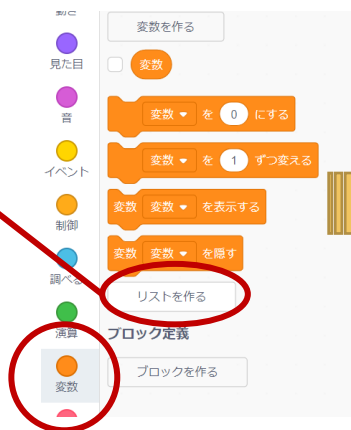 動き
見た目
音
イベント
制御
調べる
演算
変数
変数を作る
変数
変数 を 0 にする
変数 を 1 ずつ変える
変数 変数 を表示する
変数 変数 を隠す
リストを作る
ブロック定義
ブロックを作る